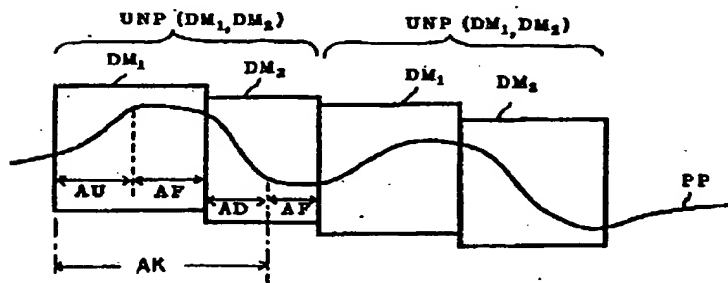 UNP (DM₁,DM₂) UNP (DM₁,DM₂)
DM₁ DM₂ DM₁ DM₂
AU AF AD AF PP
AK